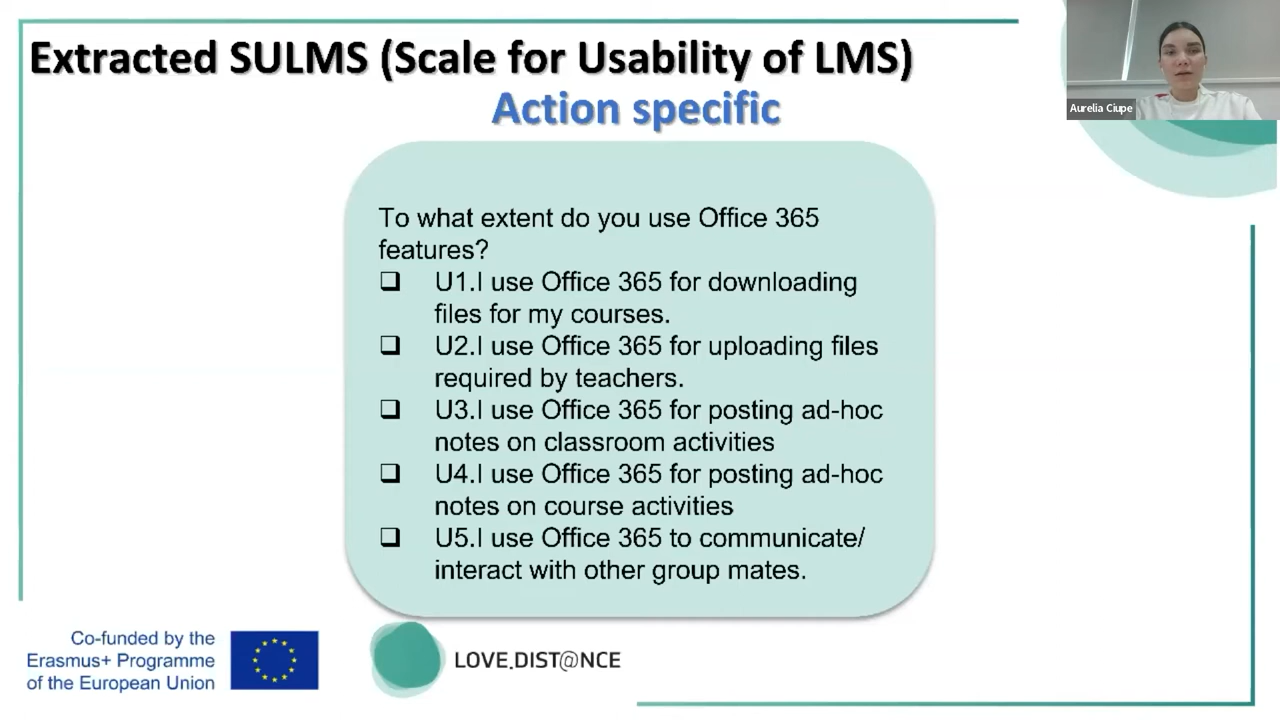 Extracted SULMS (Scale for Usability of LMS)
Action specific
Aurelia Ciupe
To what extent do you use Office 365
features?
❑ U1.I use Office 365 for downloading
files for my courses.
❑ U2.I use Office 365 for uploading files
required by teachers.
❑ U3.I use Office 365 for posting ad-hoc
notes on classroom activities
❑ U4.I use Office 365 for posting ad-hoc
notes on course activities
❑ U5.I use Office 365 to communicate/
interact with other group mates.
Co-funded by the
Erasmus+ Programme
of the European Union
LOVE.DIST@NCE